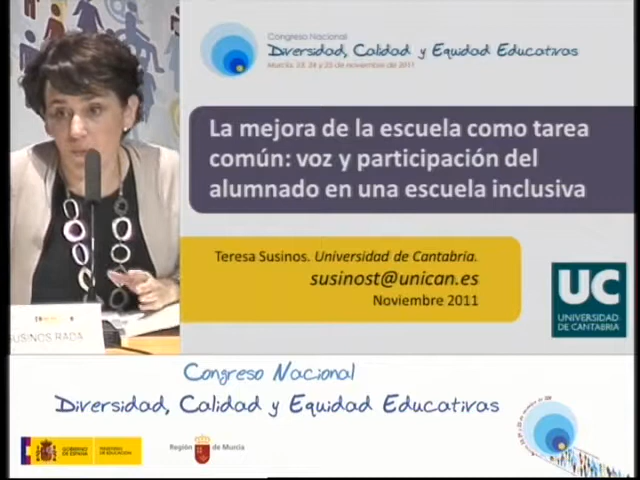 Congreso Nacional
Diversidad, Calidad y Equidad Educativas
Murcia, 23, 24 y 25 de noviembre de 2011
La mejora de la escuela como tarea
común: voz y participación del
alumnado en una escuela inclusiva
Teresa Susinos. Universidad de Cantabria.
susinost@unican.es
Noviembre 2011
UC
UNIVERSIDAD
DE CANTABRIA
SUSINOS RADA
Congreso Nacional
Diversidad, Calidad y Equidad Educativas
GOBIERNO
DE ESPAÑA
MINISTERIO
DE EDUCACIÓN
Región de Murcia